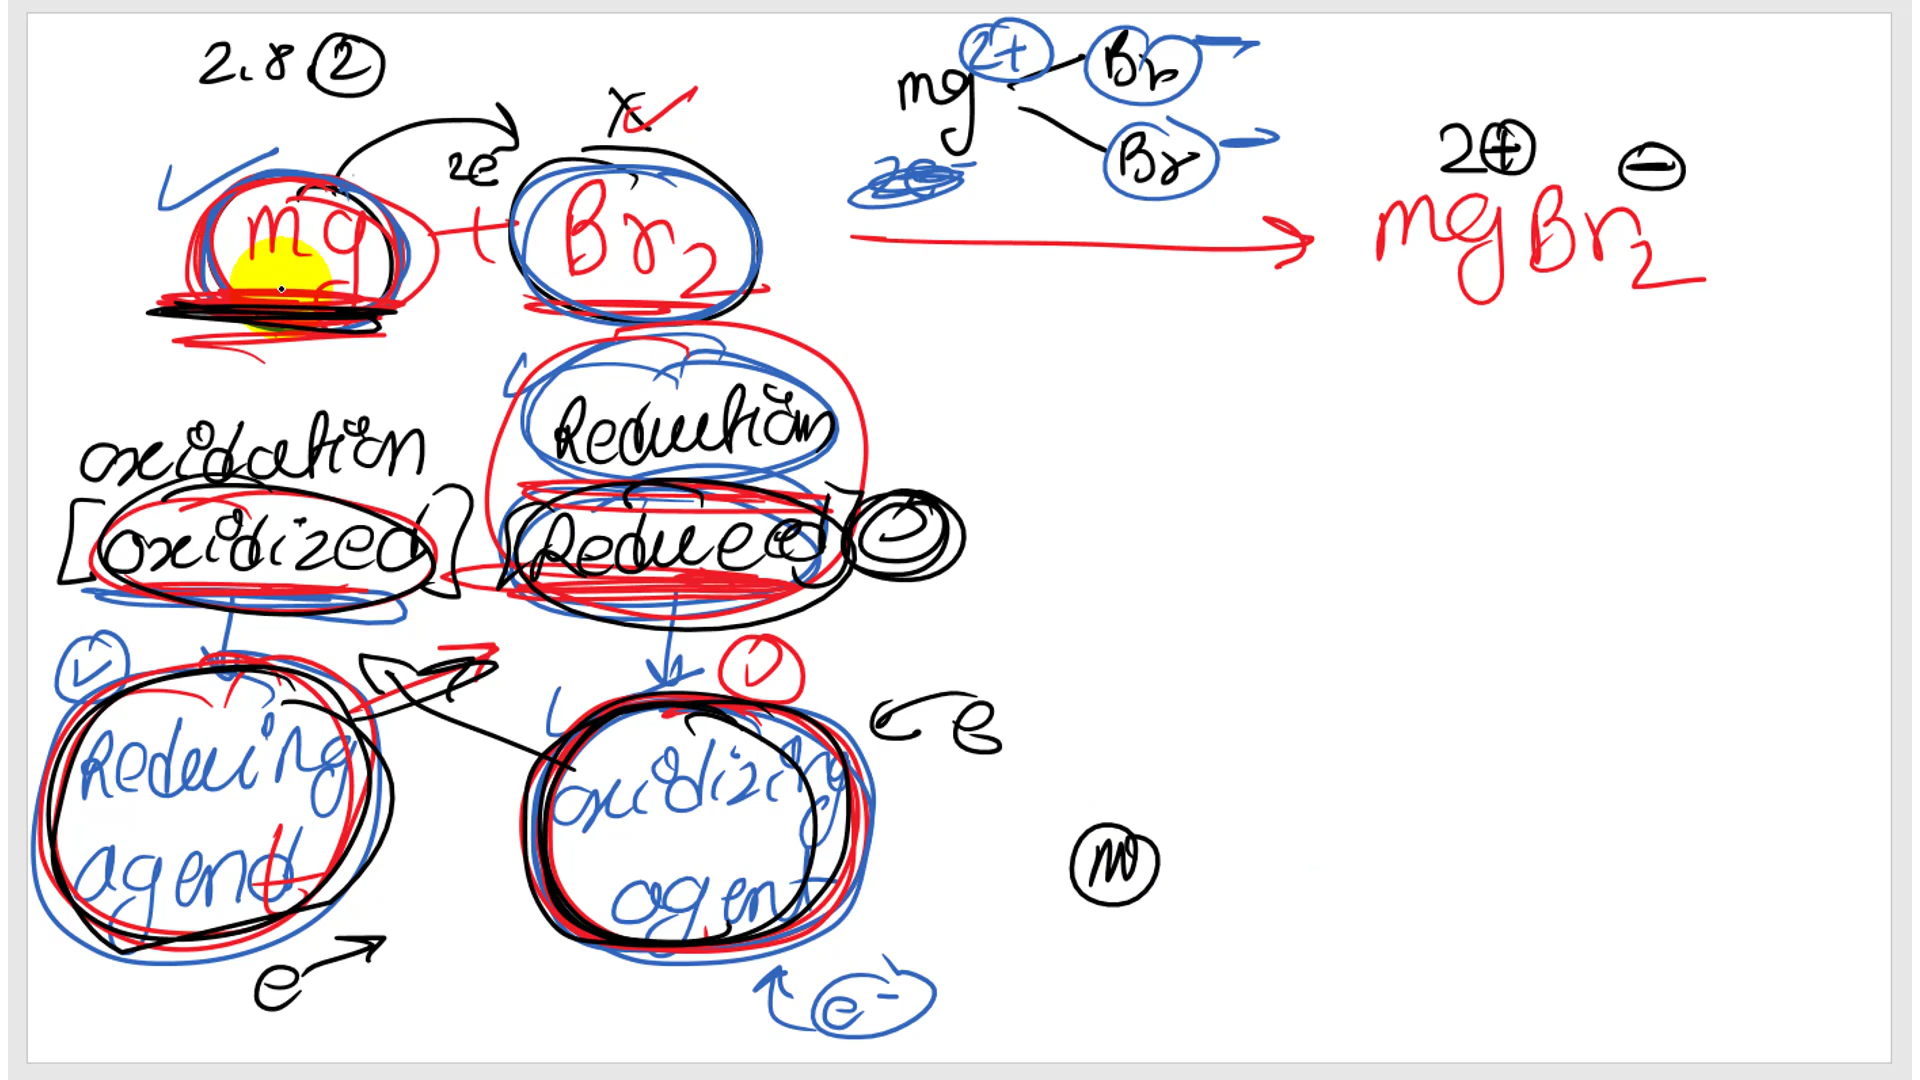 2.8.2
2e
x
mg 2+ Br
Br
2+ −
mg + Br2 → mgBr2
oxidation Reduction
[oxidized] [Reduced] e
Reducing agent
oxidizing agent
e
e
e-